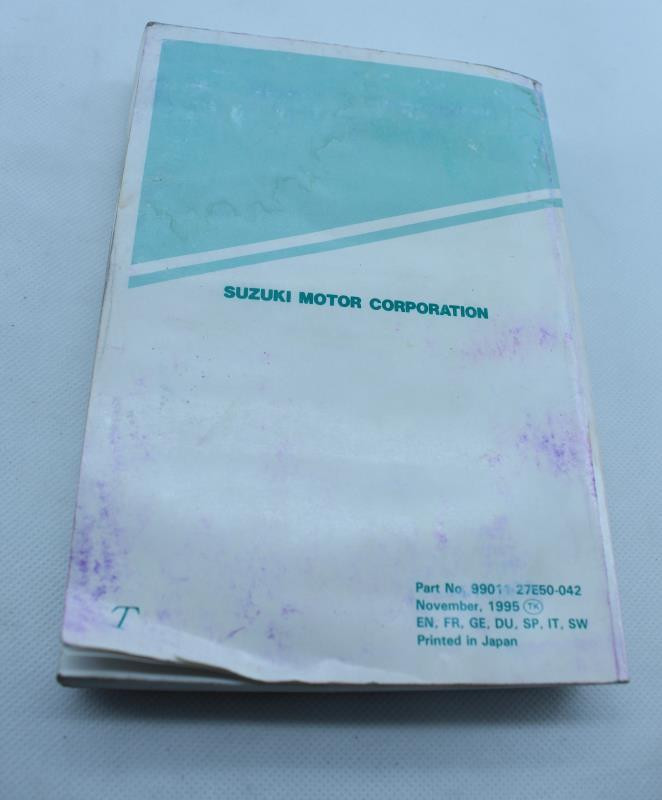 SUZUKI MOTOR CORPORATION
Part No. 99011-27E50-042
November, 1995 TK
EN, FR, GE, DU, SP, IT, SW
Printed in Japan
T